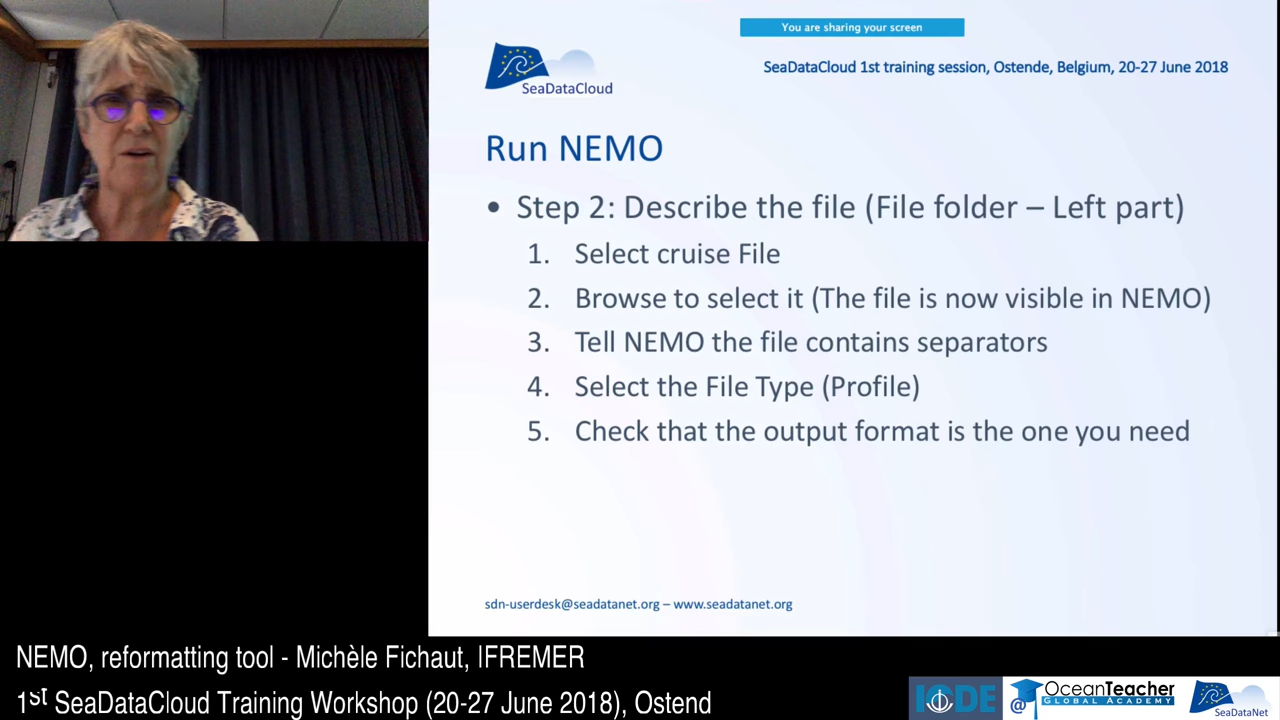 You are sharing your screen
SeaDataCloud
SeaDataCloud 1st training session, Ostende, Belgium, 20-27 June 2018
Run NEMO
• Step 2: Describe the file (File folder – Left part)
1. Select cruise File
2. Browse to select it (The file is now visible in NEMO)
3. Tell NEMO the file contains separators
4. Select the File Type (Profile)
5. Check that the output format is the one you need
sdn-userdesk@seadatanet.org – www.seadatanet.org
NEMO, reformatting tool - Michèle Fichaut, IFREMER
1st SeaDataCloud Training Workshop (20-27 June 2018), Ostend
IODE
@ OceanTeacher
GLOBAL ACADEMY
SeaDataNet